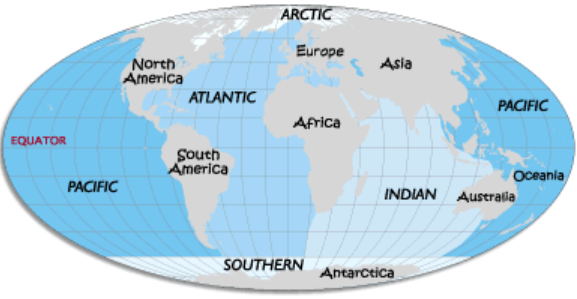 ARCTIC
Europe
North
America
Asia
ATLANTIC
PACIFIC
Africa
EQUATOR
South
America
Oceania
PACIFIC
INDIAN
Australia
SOUTHERN
Antarctica